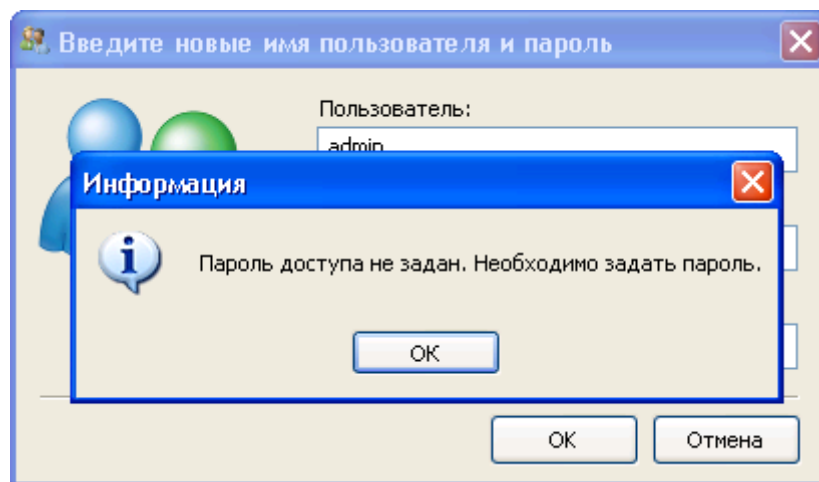 Введите новые имя пользователя и пароль
Пользователь:
admin
Информация
Пароль доступа не задан. Необходимо задать пароль.
OK
OK
Отмена